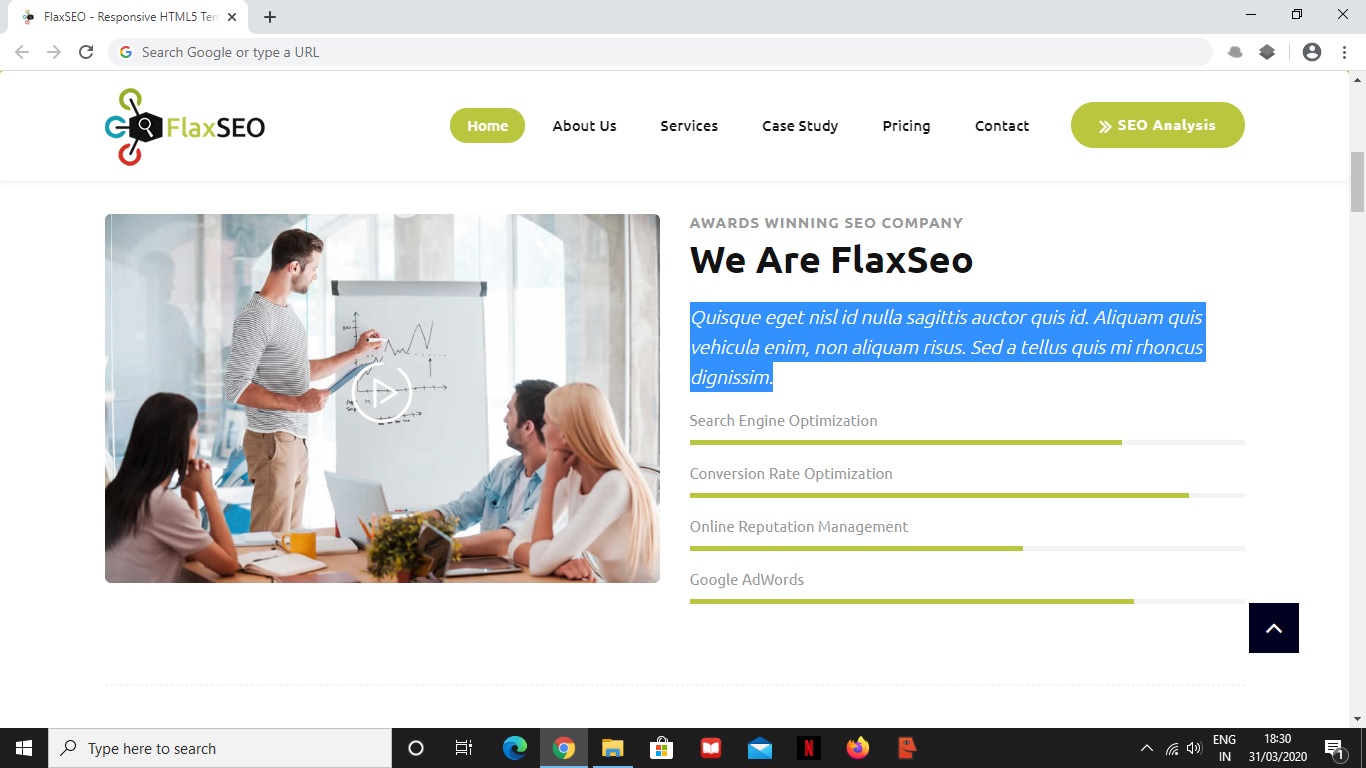 FlaxSEO - Responsive HTML5 Ten
Search Google or type a URL
FlaxSEO
Home
About Us
Services
Case Study
Pricing
Contact
SEO Analysis
AWARDS WINNING SEO COMPANY
We Are FlaxSeo
Quisque eget nisl id nulla sagittis auctor quis id. Aliquam quis
vehicula enim, non aliquam risus. Sed a tellus quis mi rhoncus
dignissim.
Search Engine Optimization
Conversion Rate Optimization
Online Reputation Management
Google AdWords
Type here to search
ENG
IN
18:30
31/03/2020
1